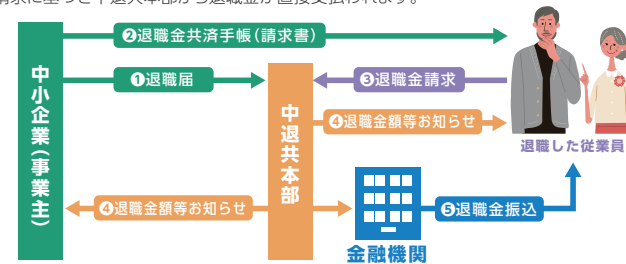 請求に基づき中退共本部から退職金が直接支払われます。
❷退職金共済手帳(請求書)
❶退職届
❸退職金請求
中小企業(事業主)
中退共本部
❹退職金額等お知らせ
退職した従業員
❹退職金額等お知らせ
❺退職金振込
金融機関